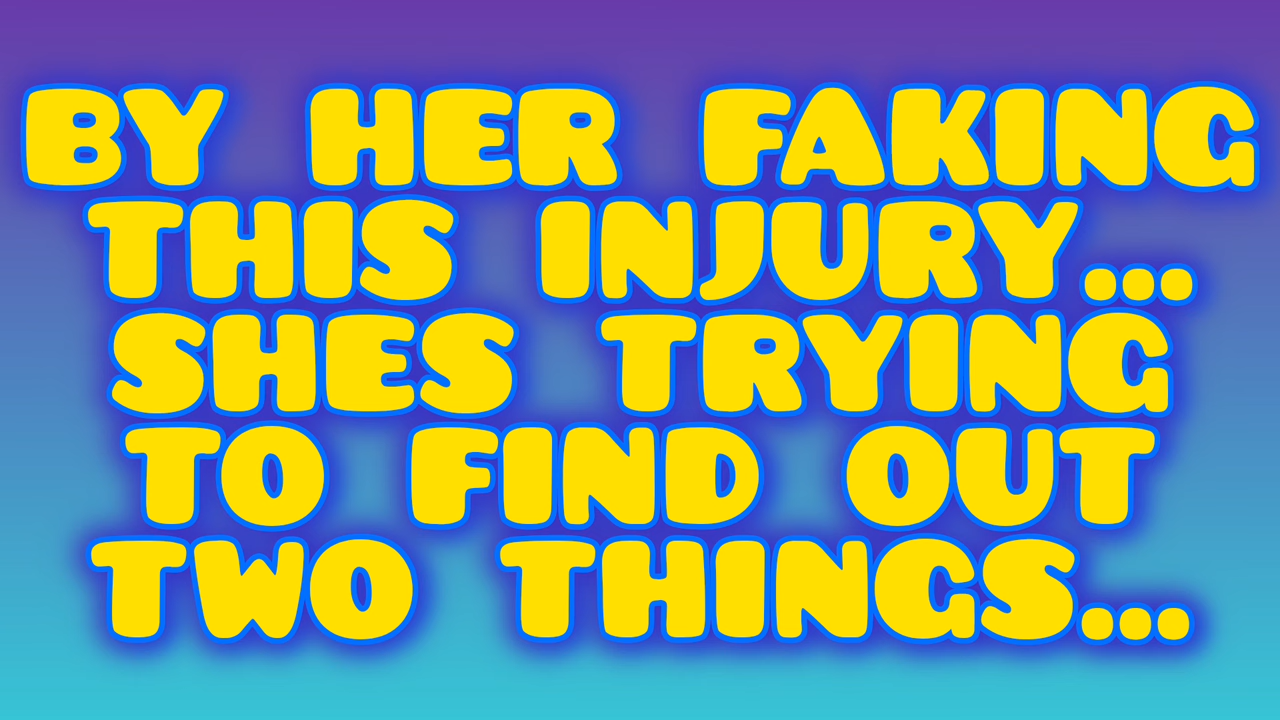 BY HER FAKING
THIS INJURY...
SHES TRYING
TO FIND OUT
TWO THINGS...